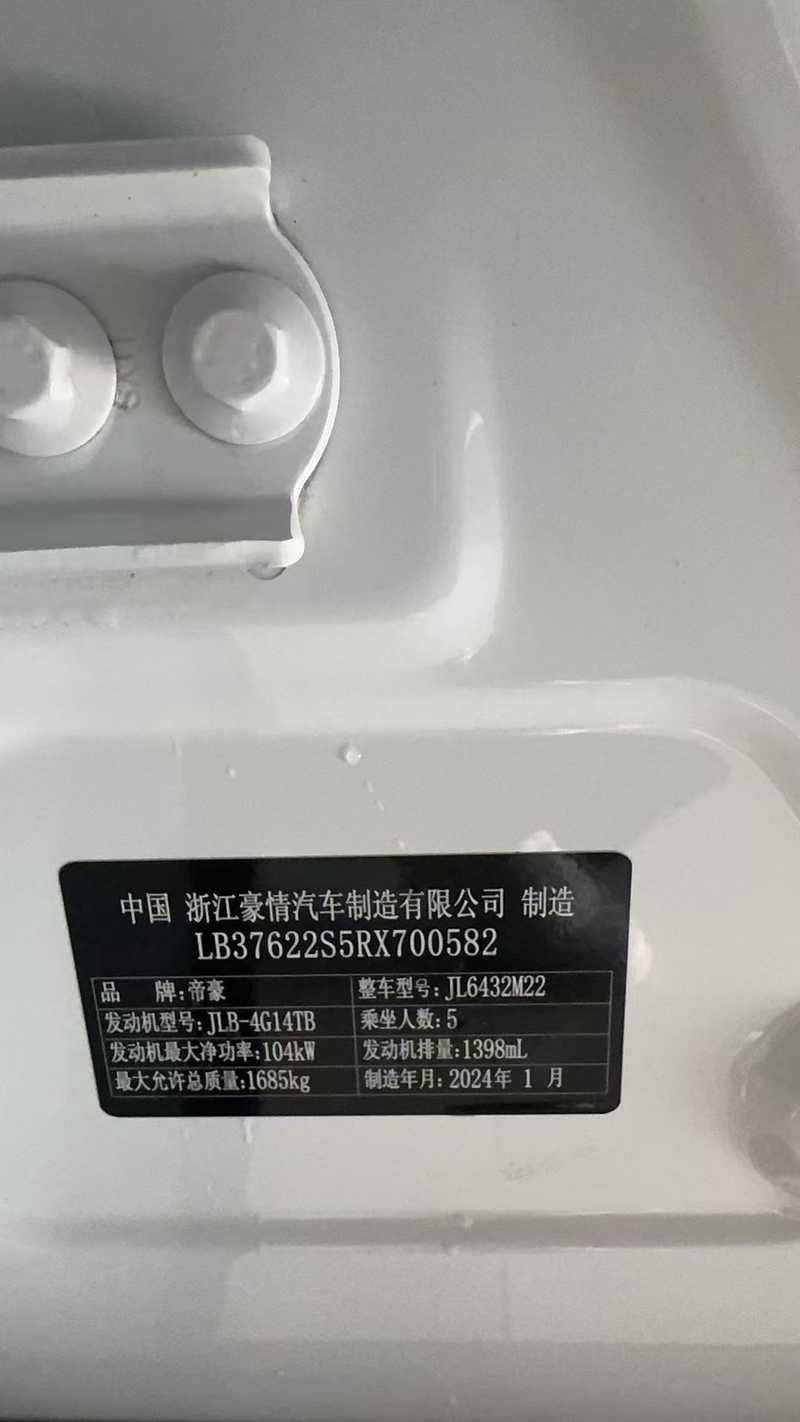 中国 浙江豪情汽车制造有限公司 制造
LB37622S5RX700582
品 牌:帝豪 整车型号:JL6432M22
发动机型号:JLB-4G14TB 乘坐人数:5
发动机最大净功率:104kW 发动机排量:1398mL
最大允许总质量:1685kg 制造年月:2024年 1 月